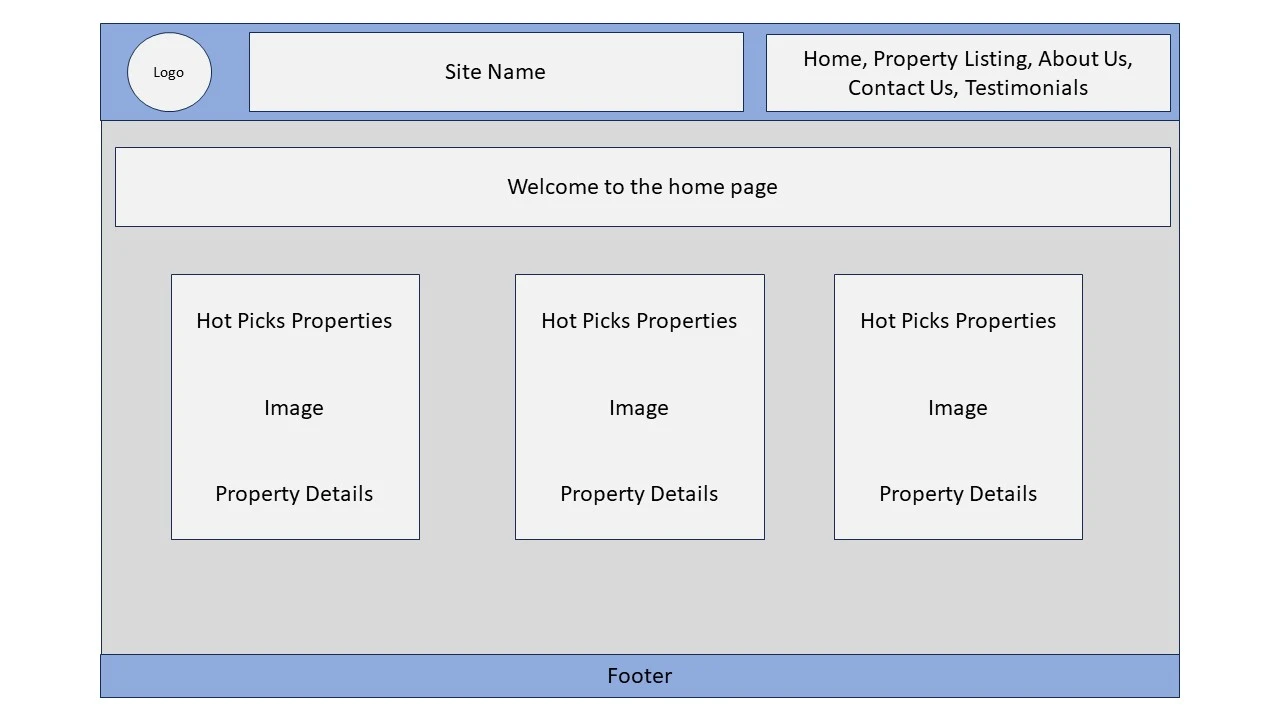 Logo
Site Name
Home, Property Listing, About Us,
Contact Us, Testimonials
Welcome to the home page
Hot Picks Properties
Image
Property Details
Hot Picks Properties
Image
Property Details
Hot Picks Properties
Image
Property Details
Footer